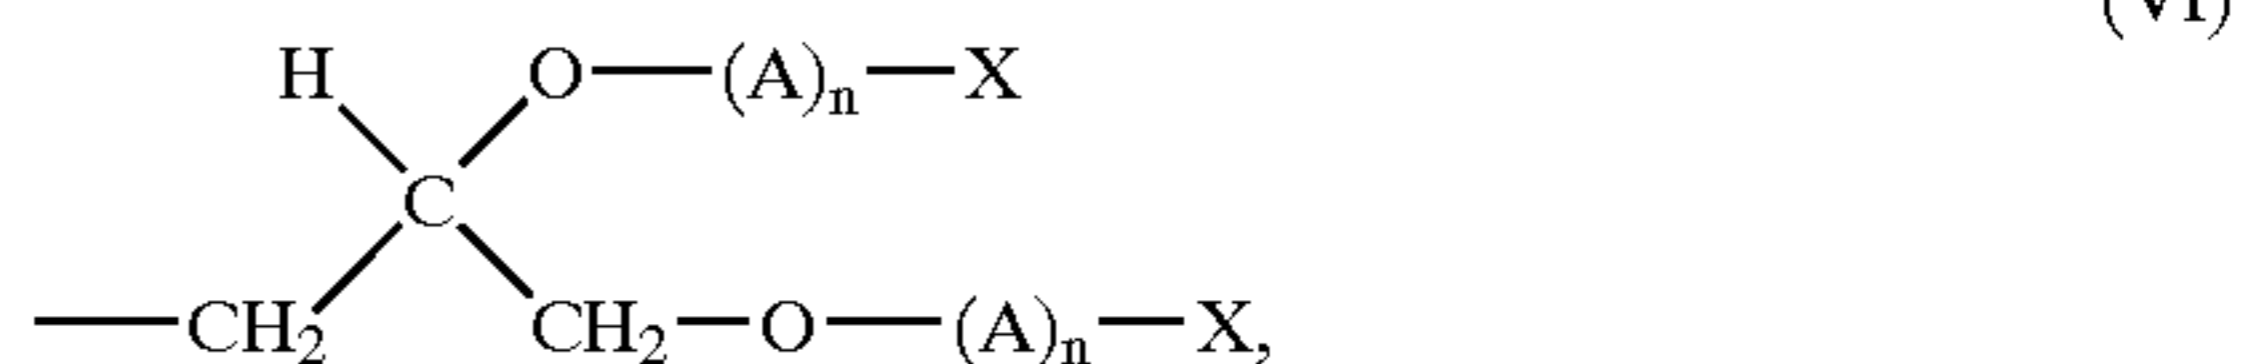 (VI)
H O—(A)n—X
C
—CH2 CH2—O—(A)n—X,